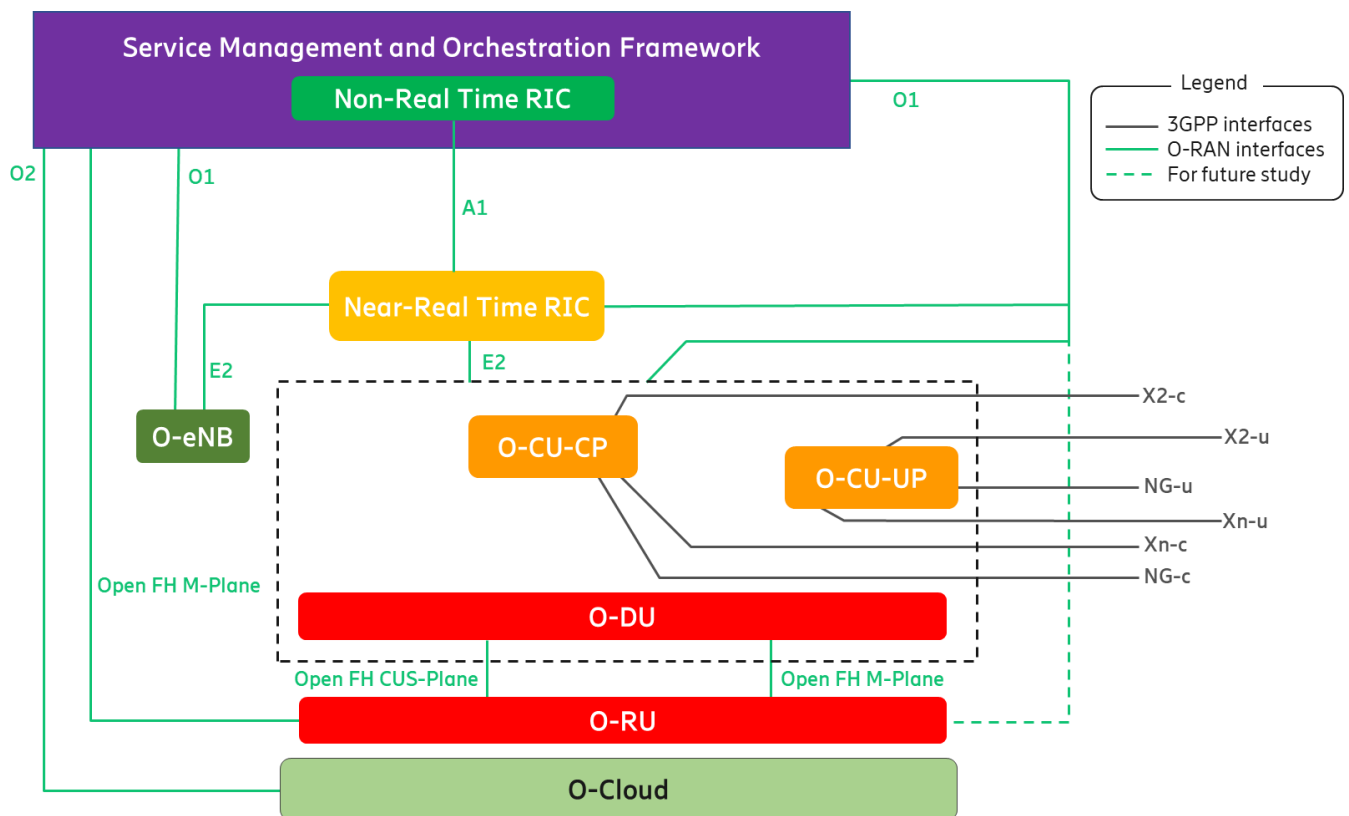 Service Management and Orchestration Framework
Non-Real Time RIC
Legend
3GPP interfaces
O-RAN interfaces
For future study
O1
O2
O1
A1
Near-Real Time RIC
E2
E2
O-eNB
O-CU-CP
O-CU-UP
X2-c
X2-u
NG-u
Xn-u
Xn-c
NG-c
Open FH M-Plane
O-DU
Open FH CUS-Plane
Open FH M-Plane
O-RU
O-Cloud